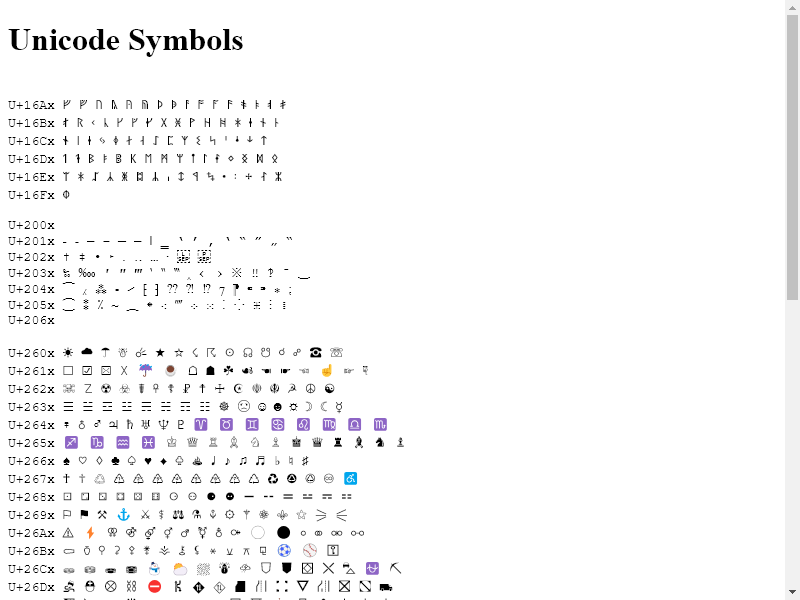 Unicode Symbols
U+16Ax ᚠ ᚡ ᚢ ᚣ ᚤ ᚥ ᚦ ᚧ ᚨ ᚩ ᚪ ᚫ ᚬ ᚭ ᚮ ᚯ
U+16Bx ᚰ ᚱ ᚲ ᚳ ᚴ ᚵ ᚶ ᚷ ᚸ ᚹ ᚺ ᚻ ᚼ ᚽ ᚾ ᚿ
U+16Cx ᛀ ᛁ ᛂ ᛃ ᛄ ᛅ ᛆ ᛇ ᛈ ᛉ ᛊ ᛋ ᛌ ᛍ ᛎ ᛏ
U+16Dx ᛐ ᛑ ᛒ ᛓ ᛔ ᛕ ᛖ ᛗ ᛘ ᛙ ᛚ ᛛ ᛜ ᛝ ᛞ ᛟ
U+16Ex ᛠ ᛡ ᛢ ᛣ ᛤ ᛥ ᛦ ᛧ ᛨ ᛩ ᛪ ᛫ ᛬ ᛭ ᛮ ᛯ
U+16Fx ᛰ
U+200x
U+201x ‐ ‑ ‒ – — ― ‖ ‗ ‘ ’ ‚ ‛ “ ” „ ‟
U+202x † ‡ • ‣ ․ ‥ … ‧
U+203x ‰ ‱ ′ ″ ‴ ‵ ‶ ‷ ‸ ‹ › ※ ‼ ‽ ‾ ‿
U+204x ⁀ ⁁ ⁂ ⁃ ⁄ ⁅ ⁆ ⁇ ⁈ ⁉ ⁊ ⁋ ⁌ ⁍ ⁎ ⁏
U+205x ⁐ ⁑ ⁒ ⁓ ⁔ ⁕ ⁖ ⁗ ⁘ ⁙ ⁚ ⁛ ⁜ ⁝ ⁞
U+206x
U+260x ☀ ☁ ☂ ☃ ☄ ★ ☆ ☇ ☈ ☉ ☊ ☋ ☌ ☍ ☎ ☏
U+261x ☐ ☑ ☒ ☓ ☔ ☕ ☖ ☗ ☘ ☙ ☚ ☛ ☜ ☝ ☞ ☟
U+262x ☠ ☡ ☢ ☣ ☤ ☥ ☦ ☧ ☨ ☩ ☪ ☫ ☬ ☭ ☮ ☯
U+263x ☰ ☱ ☲ ☳ ☴ ☵ ☶ ☷ ☸ ☹ ☺ ☻ ☼ ☽ ☾ ☿
U+264x ♀ ♁ ♂ ♃ ♄ ♅ ♆ ♇ ♈ ♉ ♊ ♋ ♌ ♍ ♎ ♏
U+265x ♐ ♑ ♒ ♓ ♔ ♕ ♖ ♗ ♘ ♙ ♚ ♛ ♜ ♝ ♞ ♟
U+266x ♠ ♡ ♢ ♣ ♤ ♥ ♦ ♧ ♨ ♩ ♪ ♫ ♬ ♭ ♮ ♯
U+267x ♰ ♱ ♲ ♳ ♴ ♵ ♶ ♷ ♸ ♹ ♺ ♻ ♼ ♽ ♾ ♿
U+268x ⚀ ⚁ ⚂ ⚃ ⚄ ⚅ ⚆ ⚇ ⚈ ⚉ ⚊ ⚋ ⚌ ⚍ ⚎ ⚏
U+269x ⚐ ⚑ ⚒ ⚓ ⚔ ⚕ ⚖ ⚗ ⚘ ⚙ ⚚ ⚛ ⚜ ⚝ ⚞ ⚟
U+26Ax ⚠ ⚡ ⚢ ⚣ ⚤ ⚥ ⚦ ⚧ ⚨ ⚩ ⚪ ⚫ ⚬ ⚭ ⚮ ⚯
U+26Bx ⚰ ⚱ ⚲ ⚳ ⚴ ⚵ ⚶ ⚷ ⚸ ⚹ ⚺ ⚻ ⚼ ⚽ ⚾ ⚿
U+26Cx ⛀ ⛁ ⛂ ⛃ ⛄ ⛅ ⛆ ⛇ ⛈ ⛉ ⛊ ⛋ ⛌ ⛍ ⛎ ⛏
U+26Dx ⛐ ⛑ ⛒ ⛓ ⛔ ⛕ ⛖ ⛗ ⛘ ⛙ ⛚ ⛛ ⛜ ⛝ ⛞ ⛟